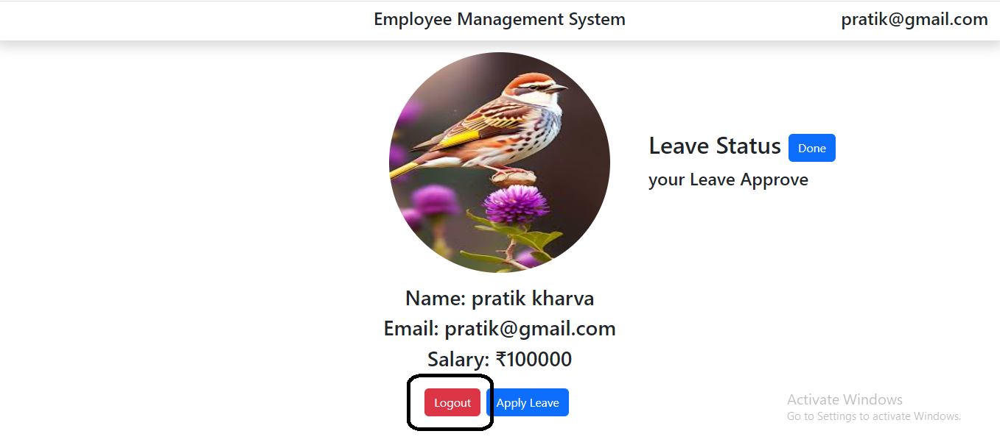 Employee Management System
pratik@gmail.com
Leave Status Done
your Leave Approve
Name: pratik kharva
Email: pratik@gmail.com
Salary: ₹100000
Logout Apply Leave
Activate Windows
Go to Settings to activate Windows.